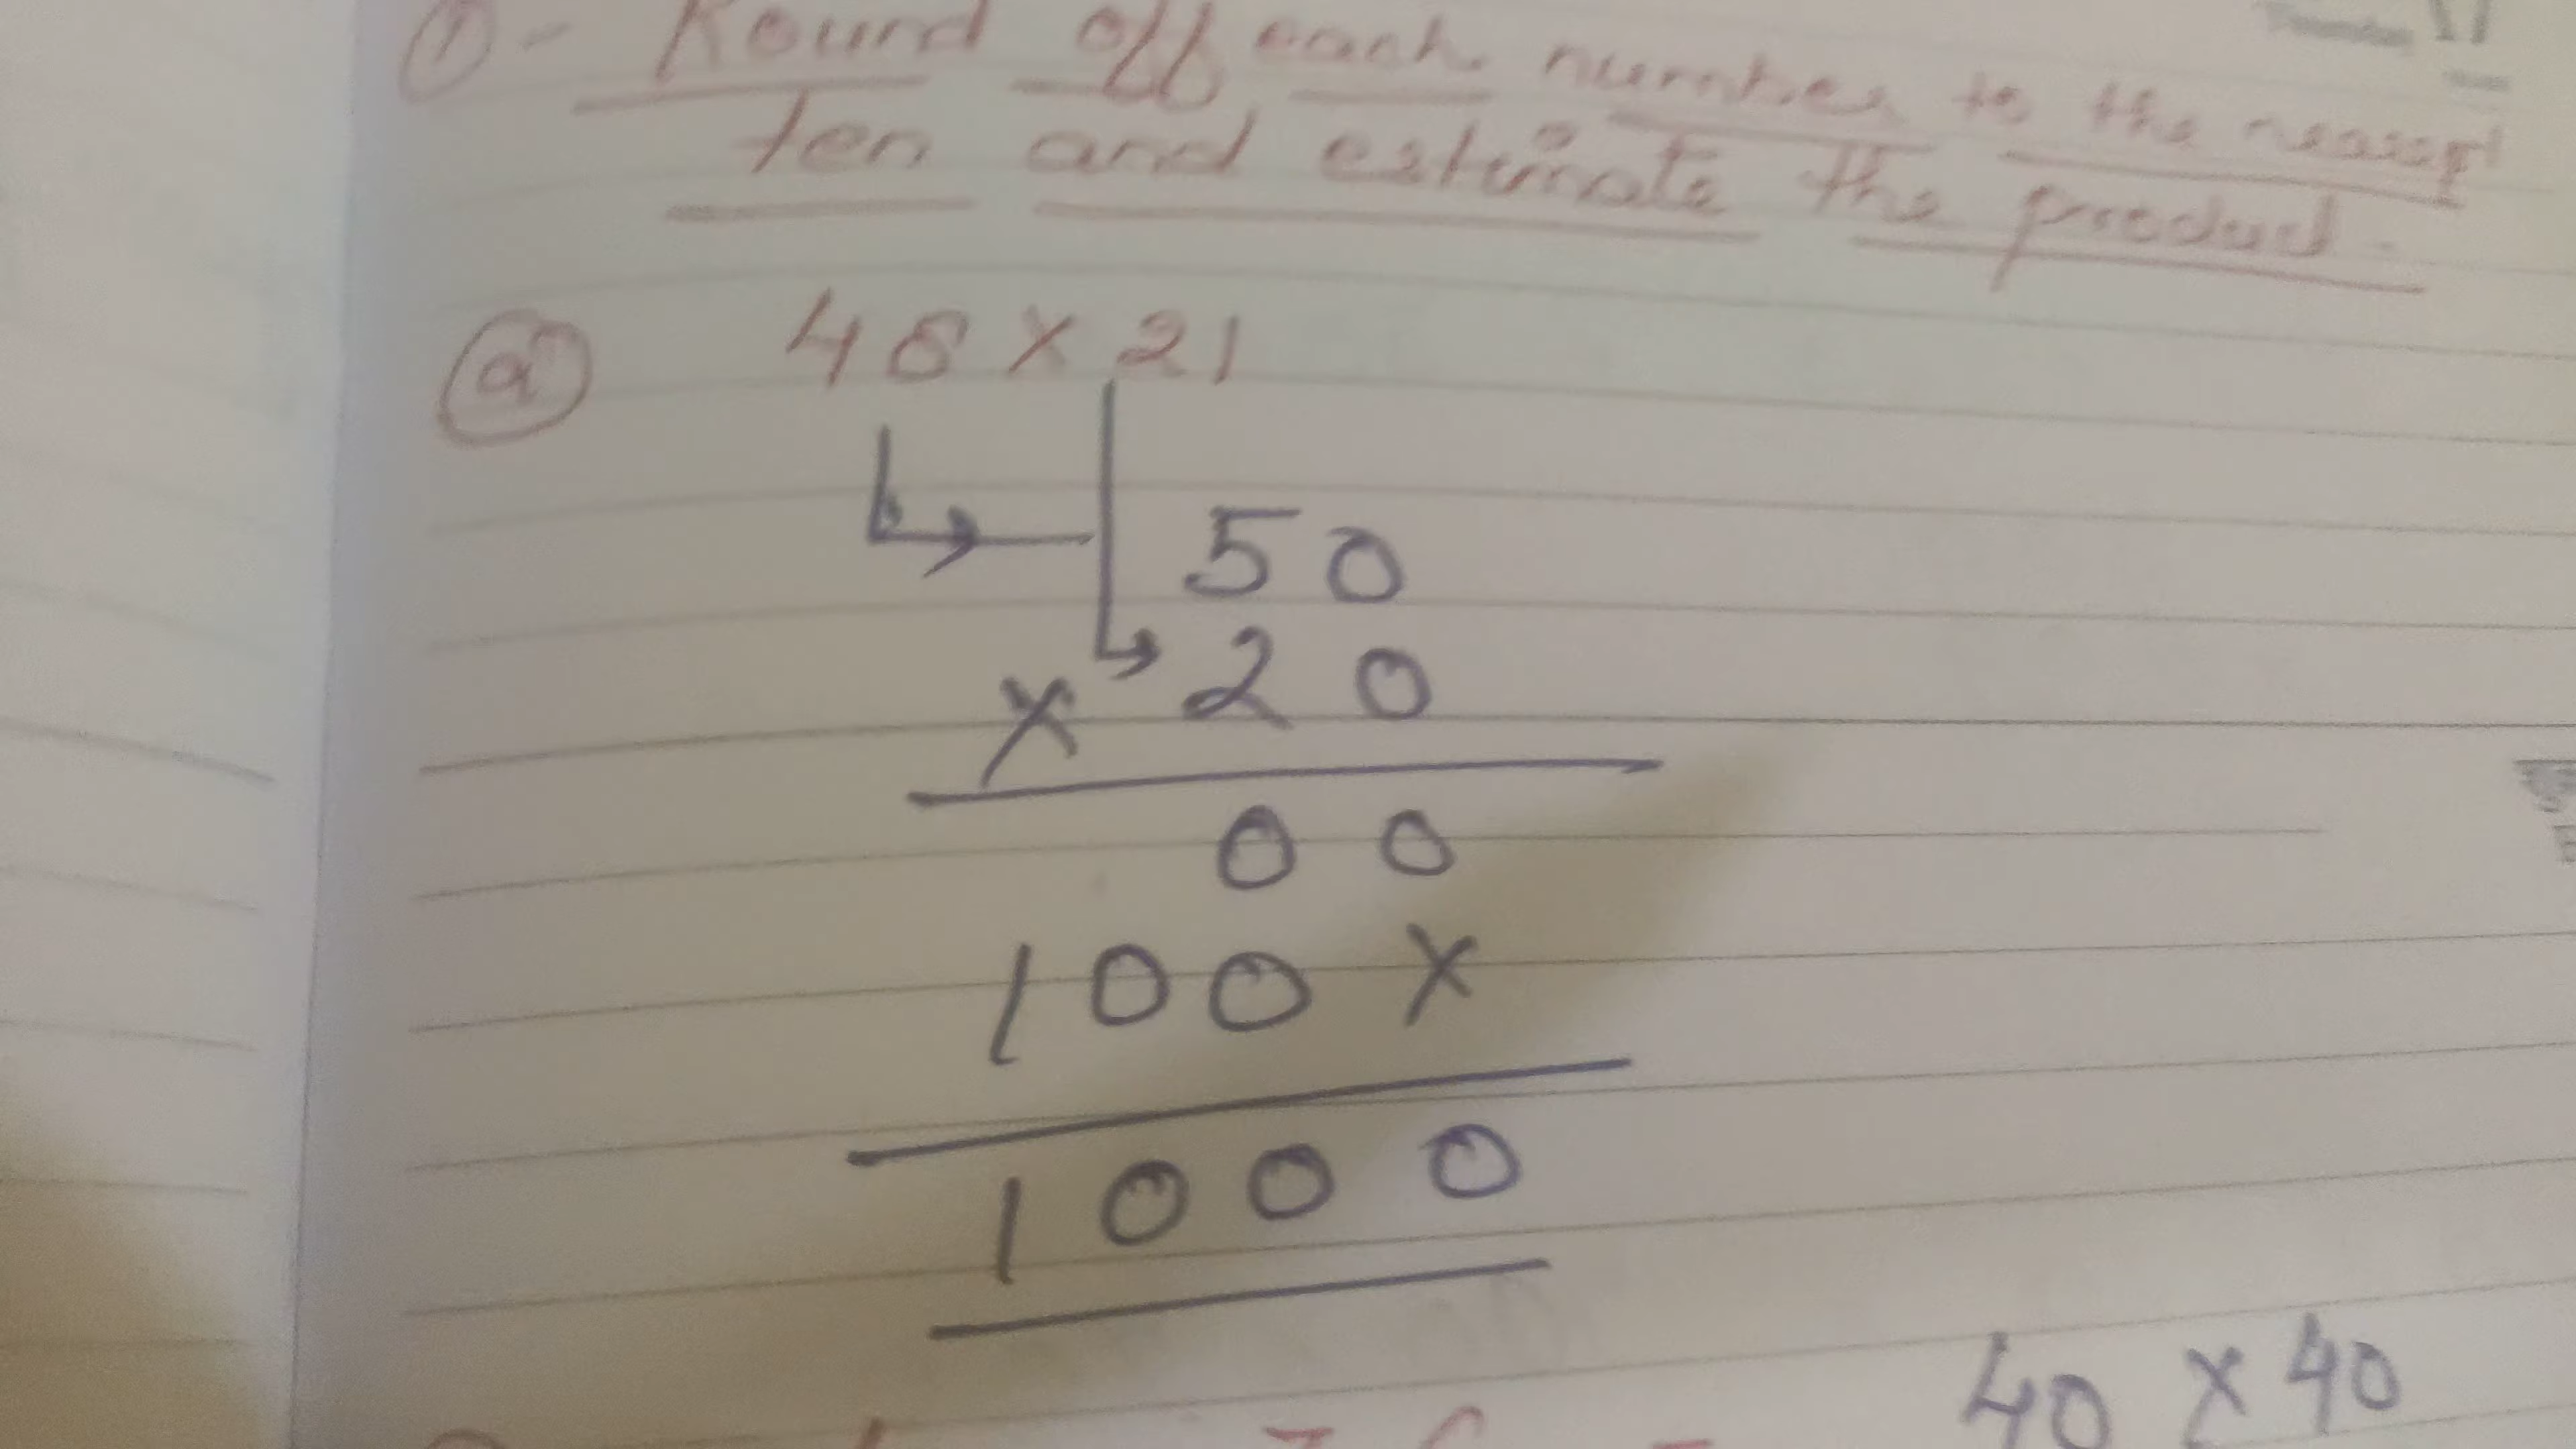 ① - Round off each number to the nearest
ten and estimate the product.
ⓐ 48 x 21
50
x 20
00
100x
1000
40 x 40